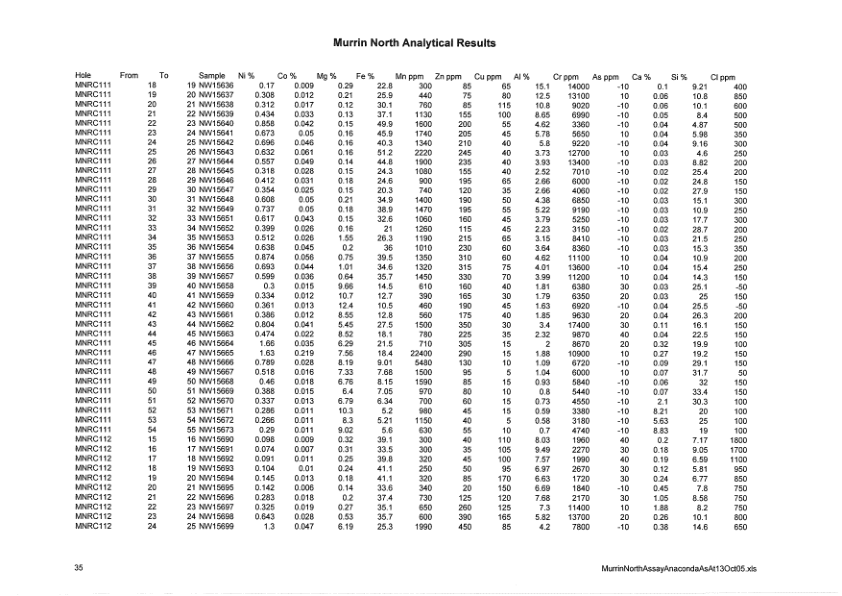 Murrin North Analytical Results
Hole From To Sample Ni % Co % Mg % Fe % Mn ppm Zn ppm Cu ppm Al % Cr ppm As ppm Ca % Si % Cl ppm
MNRC111 18 19 NW15636 0.17 0.009 0.29 22.8 300 85 65 15.1 14000 -10 0.1 9.21 400
MNRC111 19 20 NW15637 0.308 0.012 0.21 25.9 440 75 80 12.5 13100 10 0.06 10.8 850
MNRC111 20 21 NW15638 0.312 0.017 0.12 30.1 760 85 115 10.8 9020 -10 0.06 10.1 600
MNRC111 21 22 NW15639 0.434 0.033 0.13 37.1 1130 155 100 8.65 6990 -10 0.05 8.4 500
MNRC111 22 23 NW15640 0.858 0.042 0.15 49.9 1600 200 55 4.62 3360 -10 0.04 4.87 500
MNRC111 23 24 NW15641 0.673 0.05 0.16 45.9 1740 205 45 5.78 5650 10 0.04 5.98 350
MNRC111 24 25 NW15642 0.696 0.046 0.16 40.3 1340 210 40 5.8 9220 -10 0.04 9.16 300
MNRC111 25 26 NW15643 0.632 0.061 0.16 51.2 2220 245 40 3.73 12700 10 0.03 4.6 250
MNRC111 26 27 NW15644 0.557 0.049 0.14 44.8 1900 235 40 3.93 13400 -10 0.03 8.82 200
MNRC111 27 28 NW15645 0.318 0.028 0.15 24.3 1080 155 40 2.52 7010 -10 0.02 25.4 200
MNRC111 28 29 NW15646 0.412 0.031 0.18 24.6 900 195 65 2.66 6000 -10 0.02 24.8 150
MNRC111 29 30 NW15647 0.354 0.025 0.15 20.3 740 120 35 2.66 4060 -10 0.02 27.9 150
MNRC111 30 31 NW15648 0.608 0.05 0.21 34.9 1400 190 50 4.38 6850 -10 0.03 15.1 300
MNRC111 31 32 NW15649 0.737 0.05 0.18 38.9 1470 195 55 5.22 9190 -10 0.03 10.9 250
MNRC111 32 33 NW15651 0.617 0.043 0.15 32.6 1060 160 45 3.79 5250 -10 0.03 17.7 300
MNRC111 33 34 NW15652 0.399 0.026 0.16 21 1260 115 45 2.23 3150 -10 0.02 28.7 200
MNRC111 34 35 NW15653 0.512 0.026 1.55 26.3 1190 215 65 3.15 8410 -10 0.03 21.5 250
MNRC111 35 36 NW15654 0.638 0.045 0.2 36 1010 230 60 3.64 8360 -10 0.03 15.3 350
MNRC111 36 37 NW15655 0.874 0.056 0.75 39.5 1350 310 60 4.62 11100 10 0.04 10.9 200
MNRC111 37 38 NW15656 0.693 0.044 1.01 34.6 1320 315 75 4.01 13600 -10 0.04 15.4 250
MNRC111 38 39 NW15657 0.599 0.036 0.64 35.7 1450 330 70 3.99 11200 10 0.04 14.3 150
MNRC111 39 40 NW15658 0.3 0.015 9.66 14.5 610 160 40 1.81 6380 30 0.03 25.1 -50
MNRC111 40 41 NW15659 0.334 0.012 10.7 12.7 390 165 30 1.79 6350 20 0.03 25 150
MNRC111 41 42 NW15660 0.361 0.013 12.4 10.5 460 190 45 1.63 6920 -10 0.04 25.5 -50
MNRC111 42 43 NW15661 0.386 0.012 8.55 12.8 560 175 40 1.85 9630 20 0.04 26.3 200
MNRC111 43 44 NW15662 0.804 0.041 5.45 27.5 1500 350 30 3.4 17400 30 0.11 16.1 150
MNRC111 44 45 NW15663 0.474 0.022 8.52 18.1 780 225 35 2.32 9870 40 0.04 22.5 150
MNRC111 45 46 NW15664 1.66 0.035 6.29 21.5 710 305 15 2 8670 20 0.32 19.9 100
MNRC111 46 47 NW15665 1.63 0.219 7.56 18.4 22400 290 15 1.88 10900 10 0.27 19.2 150
MNRC111 47 48 NW15666 0.789 0.028 8.19 9.01 5480 130 10 1.09 6720 -10 0.09 29.1 150
MNRC111 48 49 NW15667 0.518 0.016 7.33 7.68 1500 95 5 1.04 6000 10 0.07 31.7 50
MNRC111 49 50 NW15668 0.46 0.018 6.76 8.15 1590 85 15 0.93 5840 -10 0.06 32 150
MNRC111 50 51 NW15669 0.388 0.015 6.4 7.05 970 80 10 0.8 5440 -10 0.07 33.4 150
MNRC111 51 52 NW15670 0.337 0.013 6.79 6.34 700 60 15 0.73 4550 -10 2.1 30.3 100
MNRC111 52 53 NW15671 0.286 0.011 10.3 5.2 980 45 15 0.59 3380 -10 8.21 20 100
MNRC111 53 54 NW15672 0.266 0.011 8.3 5.21 1150 40 5 0.58 3180 -10 5.63 25 100
MNRC111 54 55 NW15673 0.29 0.011 9.02 5.6 630 55 10 0.7 4740 -10 8.83 19 100
MNRC112 15 16 NW15690 0.098 0.009 0.32 39.1 300 40 110 8.03 1960 40 0.2 7.17 1800
MNRC112 16 17 NW15691 0.074 0.007 0.31 33.5 300 35 105 9.49 2270 30 0.18 9.05 1700
MNRC112 17 18 NW15692 0.091 0.011 0.25 39.8 320 45 100 7.57 1990 40 0.19 6.59 1100
MNRC112 18 19 NW15693 0.104 0.01 0.24 41.1 250 50 95 6.97 2670 30 0.12 5.81 950
MNRC112 19 20 NW15694 0.145 0.013 0.18 41.1 320 85 170 6.63 1720 30 0.24 6.77 850
MNRC112 20 21 NW15695 0.142 0.006 0.14 33.6 340 20 150 6.69 1840 -10 0.45 7.8 750
MNRC112 21 22 NW15696 0.283 0.018 0.2 37.4 730 125 120 7.68 2170 30 1.05 8.58 750
MNRC112 22 23 NW15697 0.325 0.019 0.27 35.1 650 260 125 7.3 11400 10 1.88 8.2 750
MNRC112 23 24 NW15698 0.643 0.028 0.53 35.7 600 390 165 5.82 13700 20 0.26 10.1 800
MNRC112 24 25 NW15699 1.3 0.047 6.19 25.3 1990 450 85 4.2 7800 -10 0.38 14.6 650
35 MurrinNorthAssayAnacondaAsAt13Oct05.xls